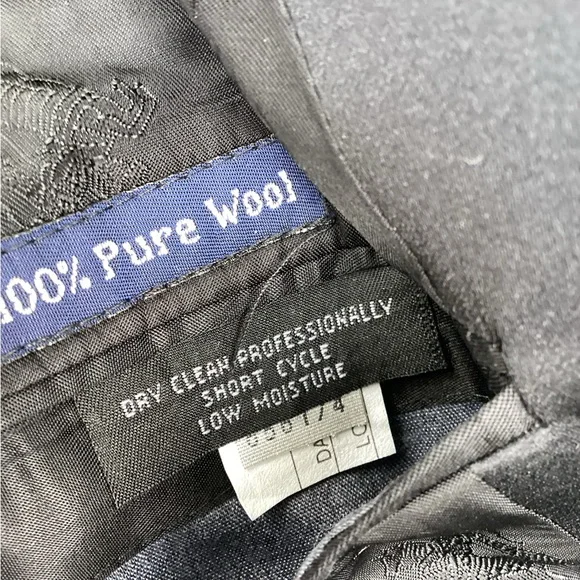 100% Pure Wool
DRY CLEAN PROFESSIONALLY
SHORT CYCLE
LOW MOISTURE
DA
LC